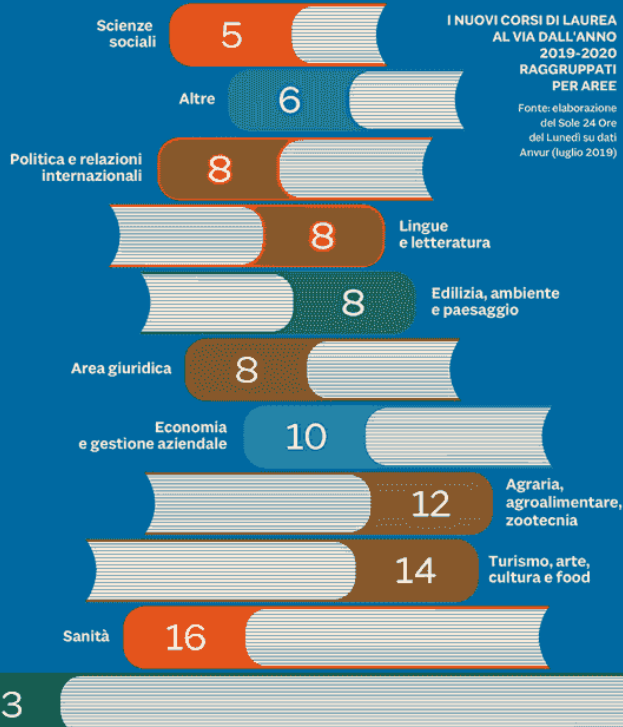 I NUOVI CORSI DI LAUREA
AL VIA DALL'ANNO
2019-2020
RAGGRUPPATI
PER AREE
Fonte: elaborazione
del Sole 24 Ore
del Lunedì su dati
Anvur (luglio 2019)
Scienze
sociali
5
Altre
6
Politica e relazioni
internazionali
8
8
Lingue
e letteratura
8
Edilizia, ambiente
e paesaggio
Area giuridica
8
Economia
e gestione aziendale
10
12
Agraria,
agroalimentare,
zootecnia
14
Turismo, arte,
cultura e food
Sanità
16
3